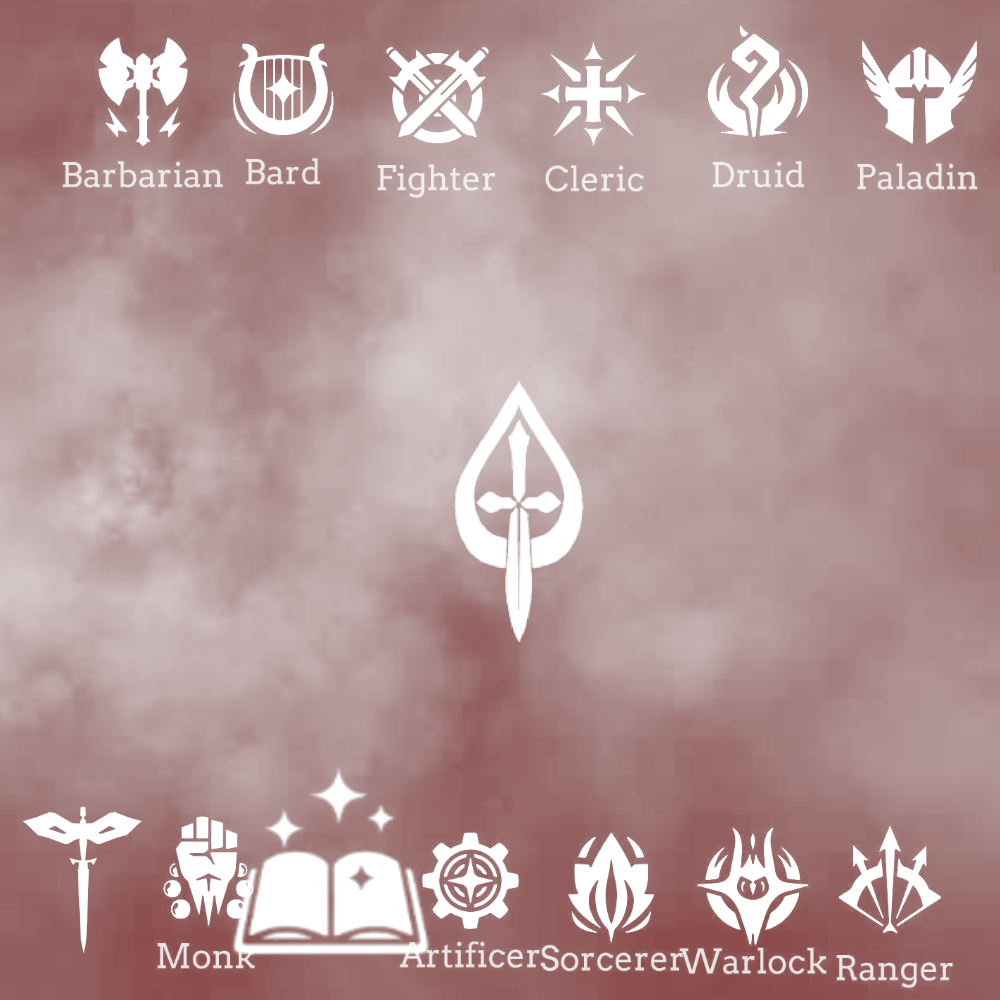 Barbarian
Bard
Fighter
Cleric
Druid
Paladin
Monk
Artificer
Sorcerer
Warlock
Ranger